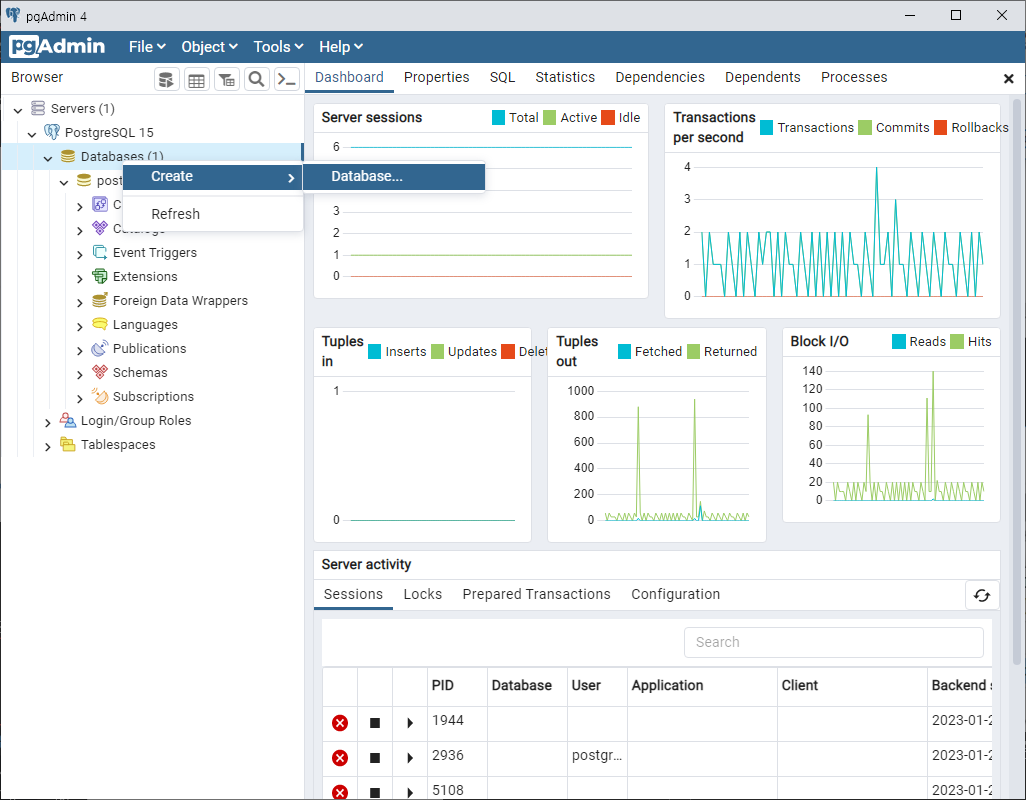 pgAdmin 4
pgAdmin File Object Tools Help
Browser
Dashboard Properties SQL Statistics Dependencies Dependents Processes
Servers (1)
PostgreSQL 15
Databases (1)
Create
Database...
Refresh
Event Triggers
Extensions
Foreign Data Wrappers
Languages
Publications
Schemas
Subscriptions
Login/Group Roles
Tablespaces
Server sessions
Total Active Idle
6
3
2
1
0
Transactions per second
Transactions Commits Rollbacks
4
3
2
1
0
Tuples in
Inserts Updates Delet
1
0
Tuples out
Fetched Returned
1000
800
600
400
200
0
Block I/O
Reads Hits
140
120
100
80
60
40
20
0
Server activity
Sessions Locks Prepared Transactions Configuration
Search
PID Database User Application Client Backend
1944 2023-01-2
2936 postgr... 2023-01-2
5108 2023-01-2